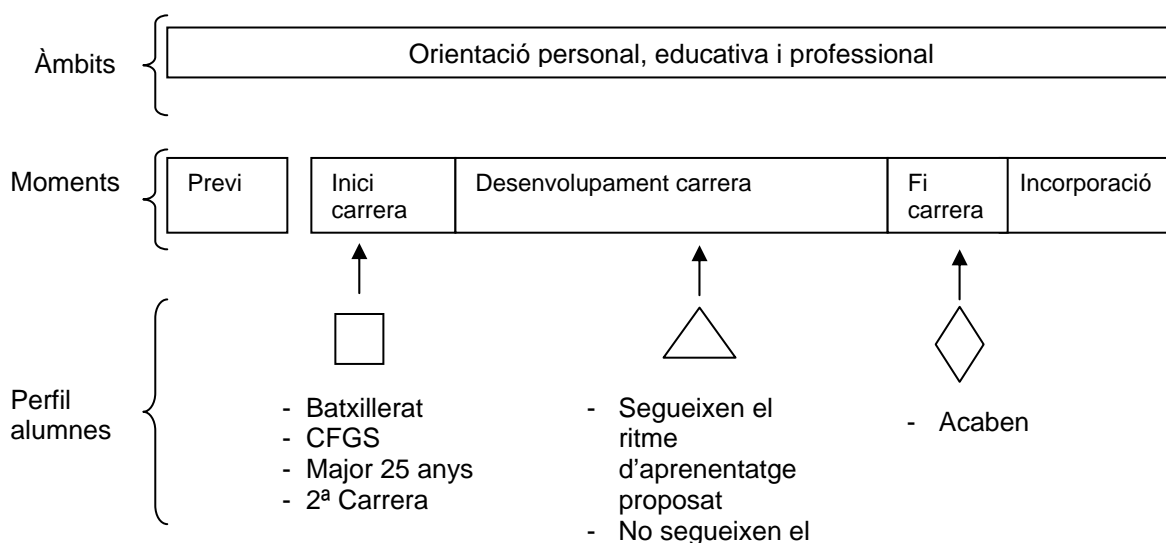 Àmbits
Orientació personal, educativa i professional
Moments
Previ
Inici
carrera
Desenvolupament carrera
Fi
carrera
Incorporació
Perfil
alumnes
- Batxillerat
- CFGS
- Major 25 anys
- 2ª Carrera
- Segueixen el
ritme
d’aprenentatge
proposat
- No segueixen el
- Acaben